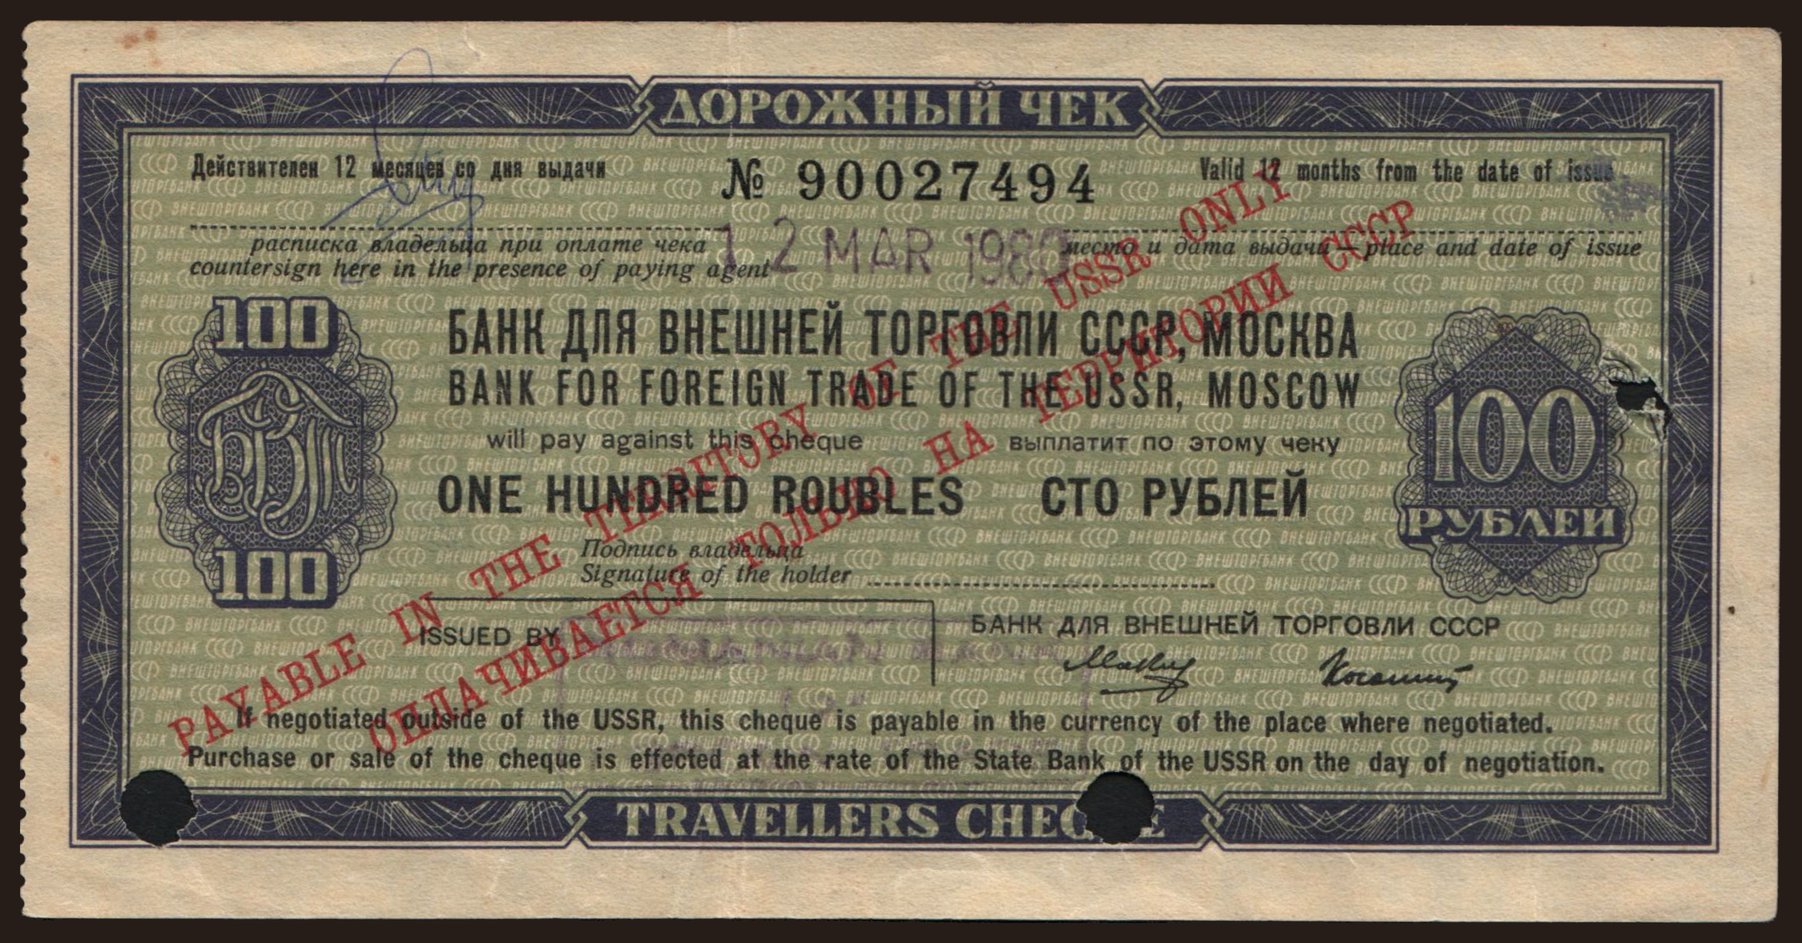 ДОРОЖНЫЙ ЧЕК
Действителен 12 месяцев со дня выдачи
№ 90027494
Valid 12 months from the date of issue
расписка владельца при оплате чека
countersign here in the presence of paying agent
12 MAR 198
место и дата выдачи • place and date of issue
PAYABLE IN THE TERRITORY OF THE USSR ONLY
ОПЛАЧИВАЕТСЯ ТОЛЬКО НА ТЕРРИТОРИИ СССР
100
БВТ
100
БАНК ДЛЯ ВНЕШНЕЙ ТОРГОВЛИ СССР, МОСКВА
BANK FOR FOREIGN TRADE OF THE USSR, MOSCOW
will pay against this cheque выплатит по этому чеку
ONE HUNDRED ROUBLES СТО РУБЛЕЙ
100
РУБЛЕЙ
Подпись владельца
Signature of the holder
ISSUED BY
БАНК ДЛЯ ВНЕШНЕЙ ТОРГОВЛИ СССР
If negotiated outside of the USSR, this cheque is payable in the currency of the place where negotiated.
Purchase or sale of the cheque is effected at the rate of the State Bank of the USSR on the day of negotiation.
TRAVELLERS CHEQUE
ВНЕШТОРГБАНК СССР